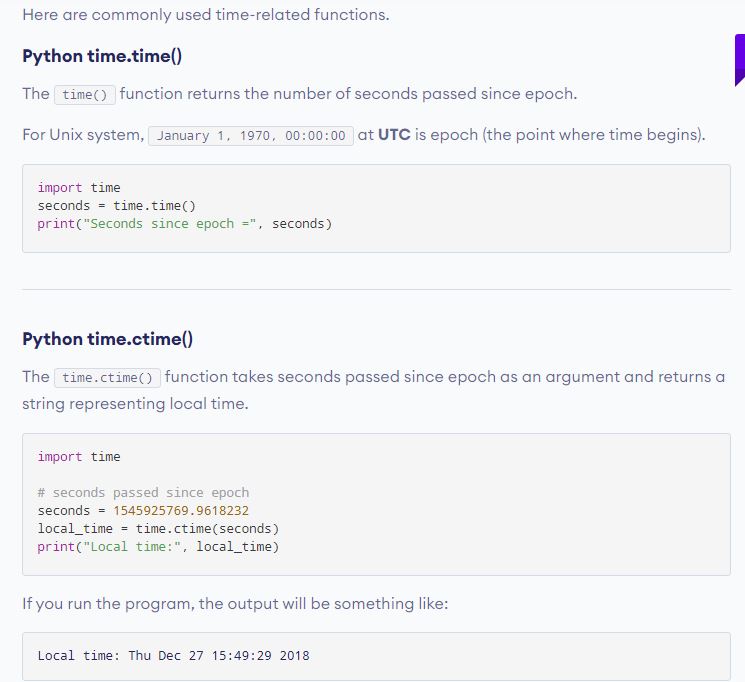 Here are commonly used time-related functions.
Python time.time()
The time() function returns the number of seconds passed since epoch.
For Unix system, January 1, 1970, 00:00:00 at UTC is epoch (the point where time begins).
import time
seconds = time.time()
print("Seconds since epoch =", seconds)
Python time.ctime()
The time.ctime() function takes seconds passed since epoch as an argument and returns a
string representing local time.
import time
# seconds passed since epoch
seconds = 1545925769.9618232
local_time = time.ctime(seconds)
print("Local time:", local_time)
If you run the program, the output will be something like:
Local time: Thu Dec 27 15:49:29 2018